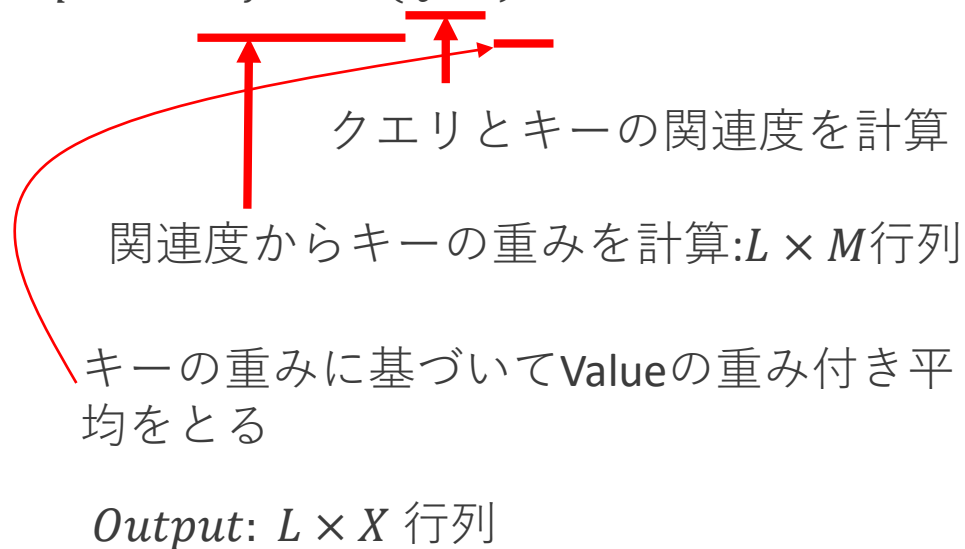 クエリとキーの関連度を計算
関連度からキーの重みを計算:L × M行列
キーの重みに基づいてValueの重み付き平
均をとる
Output: L × X 行列